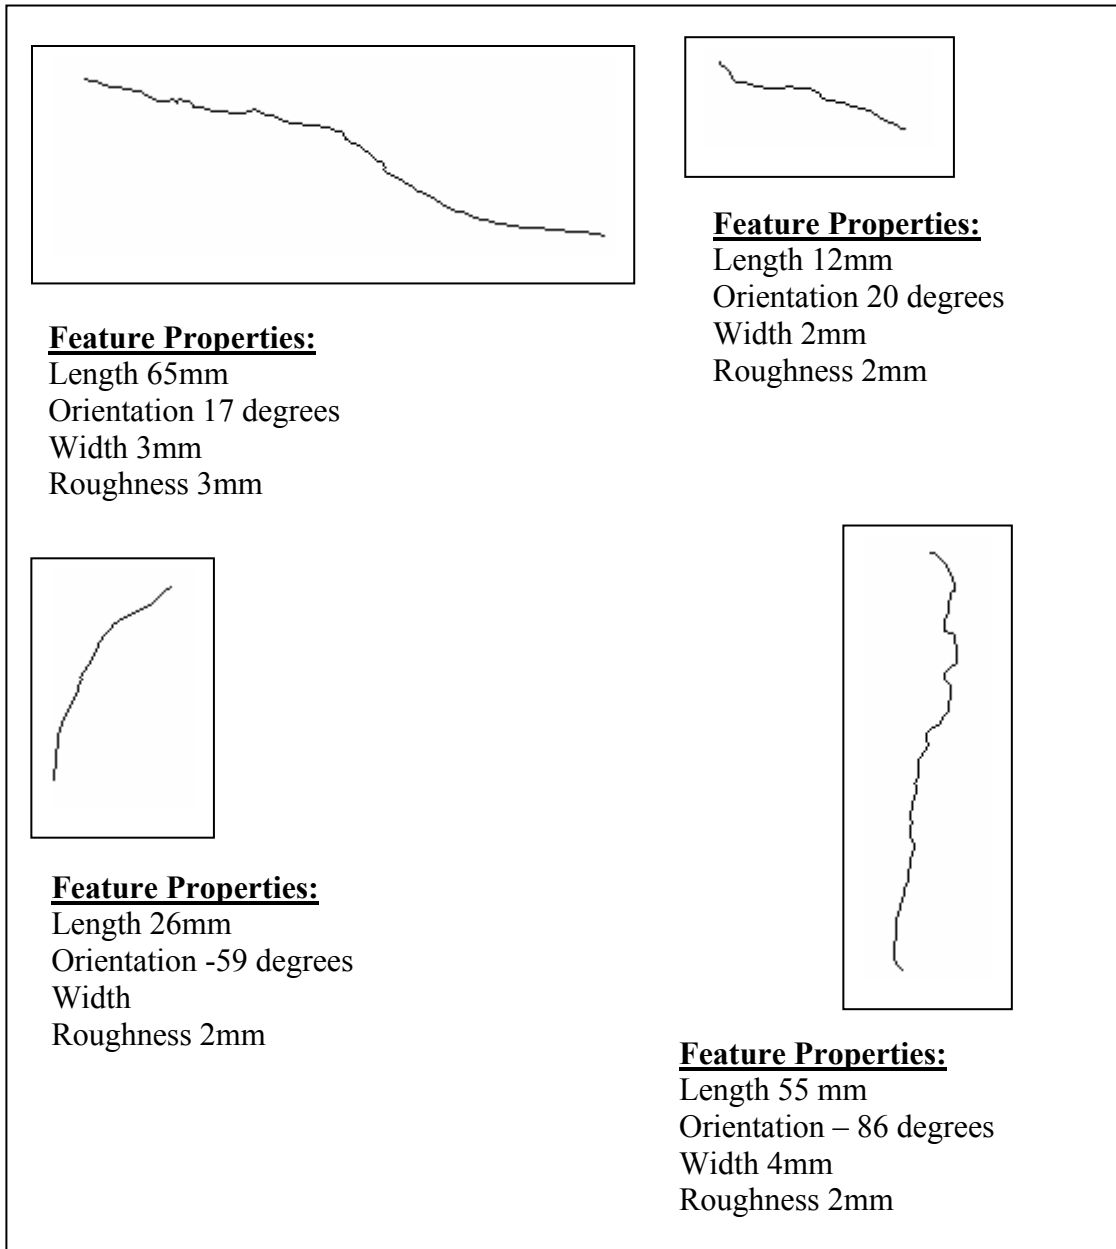 Feature Properties:
Length 65mm
Orientation 17 degrees
Width 3mm
Roughness 3mm
Feature Properties:
Length 12mm
Orientation 20 degrees
Width 2mm
Roughness 2mm
Feature Properties:
Length 26mm
Orientation -59 degrees
Width
Roughness 2mm
Feature Properties:
Length 55 mm
Orientation – 86 degrees
Width 4mm
Roughness 2mm